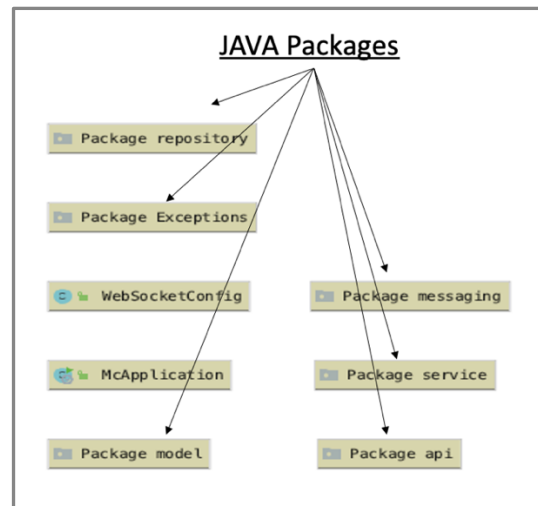 JAVA Packages
Package repository
Package Exceptions
WebSocketConfig
McApplication
Package model
Package messaging
Package service
Package api